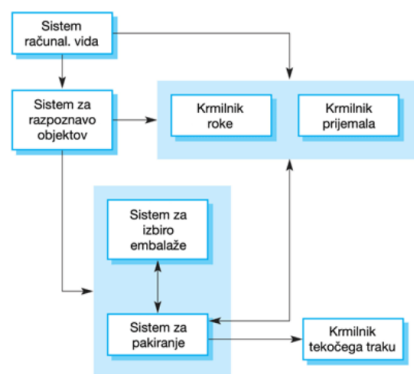 Sistem
računal. vida
Sistem za
razpoznavo
objektov
Krmilnik
roke
Krmilnik
prijemala
Sistem za
izbiro
embalaže
Sistem za
pakiranje
Krmilnik
tekočega traku